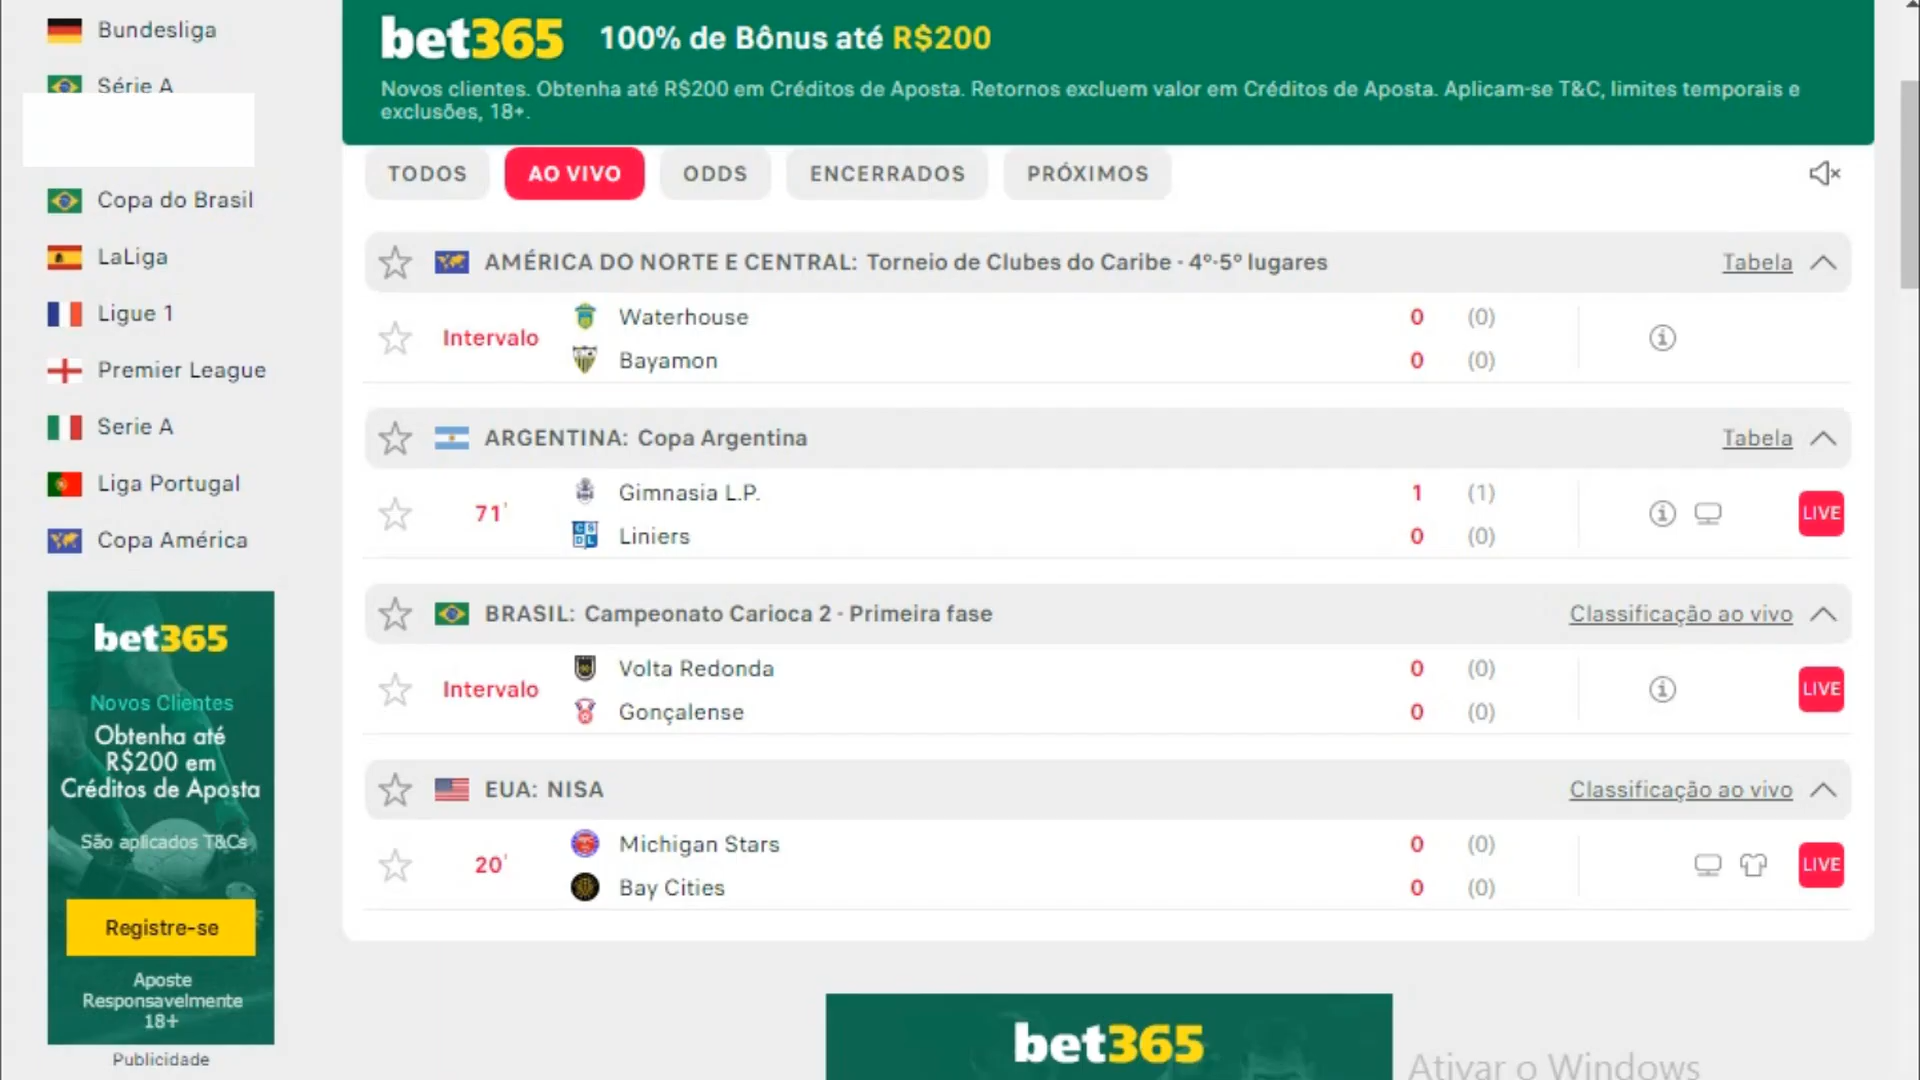 Bundesliga
Série A
Copa do Brasil
LaLiga
Ligue 1
Premier League
Serie A
Liga Portugal
Copa América
bet365
Novos Clientes
Obtenha até
R$200 em
Créditos de Aposta
São aplicados T&Cs
Registre-se
Aposte
Responsavelmente
18+
Publicidade
bet365 100% de Bônus até R$200
Novos clientes. Obtenha até R$200 em Créditos de Aposta. Retornos excluem valor em Créditos de Aposta. Aplicam-se T&C, limites temporais e
exclusões, 18+.
TODOS AO VIVO ODDS ENCERRADOS PRÓXIMOS
AMÉRICA DO NORTE E CENTRAL: Torneio de Clubes do Caribe - 4º-5º lugares Tabela
Intervalo
Waterhouse 0 (0)
Bayamon 0 (0)
ARGENTINA: Copa Argentina Tabela
71'
Gimnasia L.P. 1 (1)
Liniers 0 (0)
LIVE
BRASIL: Campeonato Carioca 2 - Primeira fase Classificação ao vivo
Intervalo
Volta Redonda 0 (0)
Gonçalense 0 (0)
LIVE
EUA: NISA Classificação ao vivo
20'
Michigan Stars 0 (0)
Bay Cities 0 (0)
LIVE
bet365
Ativar o Windows